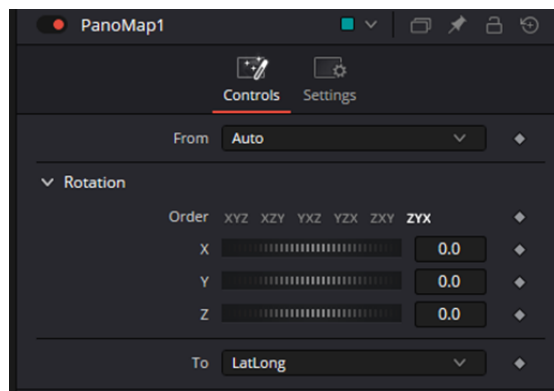 PanoMap1
Controls Settings
From Auto
Rotation
Order XYZ XZY YXZ YZX ZXY ZYX
X 0.0
Y 0.0
Z 0.0
To LatLong